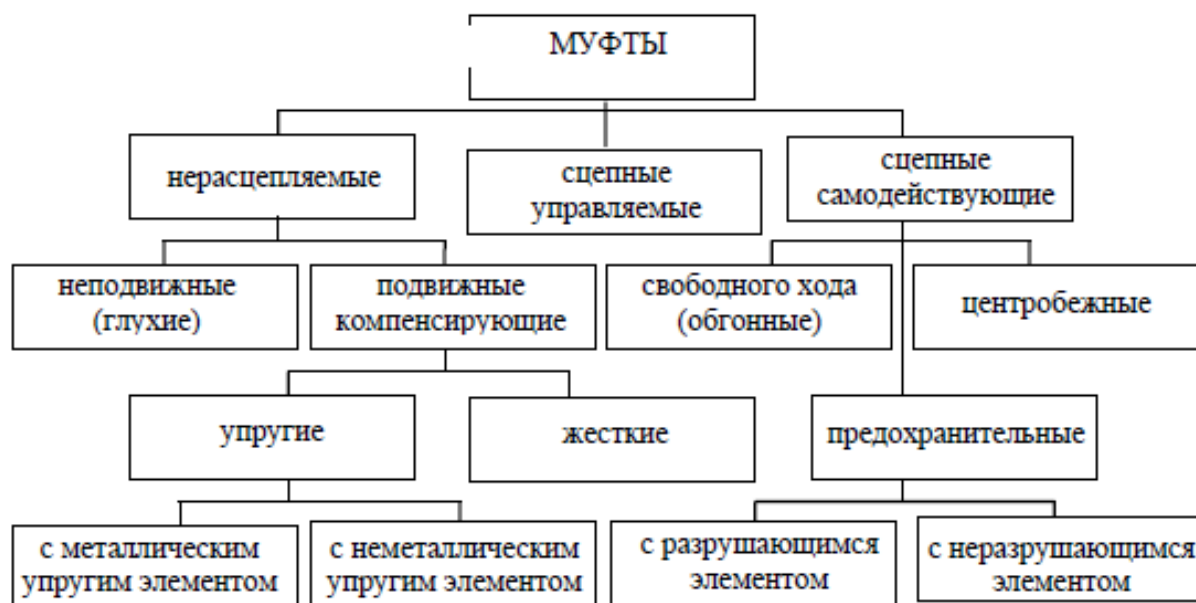 МУФТЫ
нерасцепляемые
сцепные
управляемые
сцепные
самодействующие
неподвижные
(глухие)
подвижные
компенсирующие
свободного хода
(обгонные)
центробежные
упругие
жесткие
предохранительные
с металлическим
упругим элементом
с неметаллическим
упругим элементом
с разрушающимся
элементом
с неразрушающимся
элементом